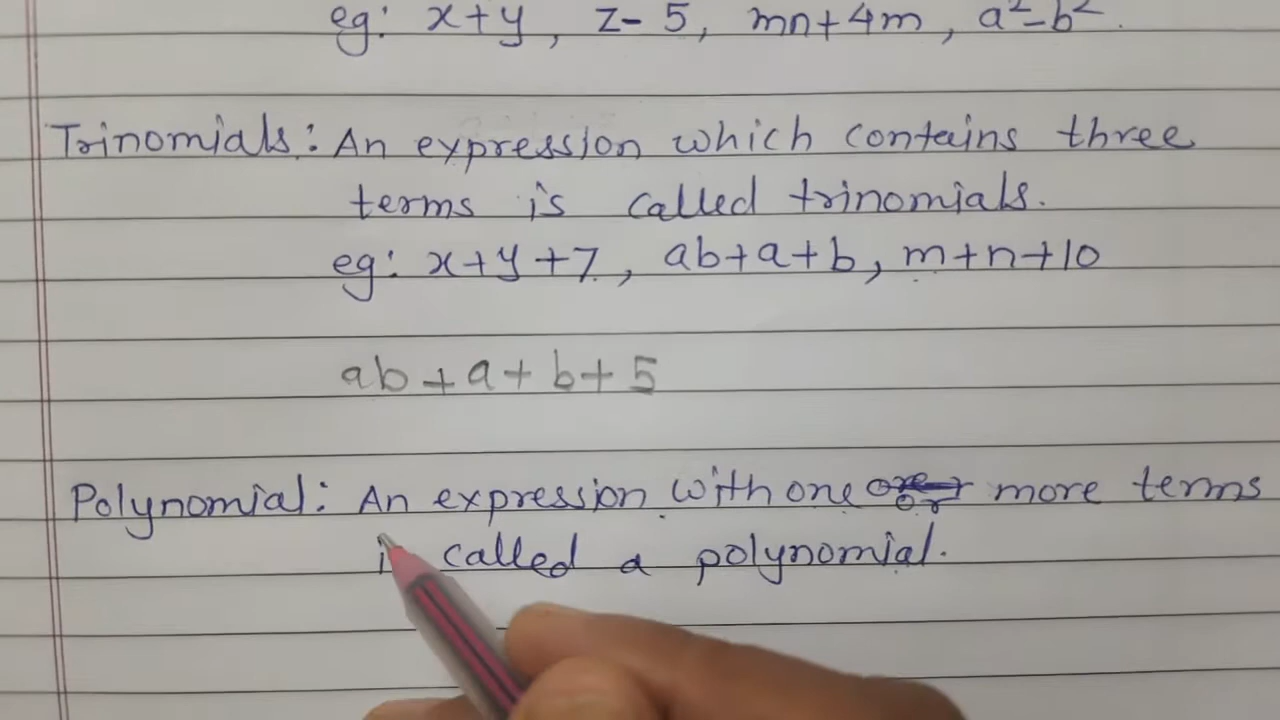 eg: x+y, z-5, mn+4m, a²-b².
Trinomials: An expression which contains three
terms is called trinomials.
eg: x+y+7, ab+a+b, m+n+10
ab+a+b+5
Polynomial: An expression with one or more terms
called a polynomial.